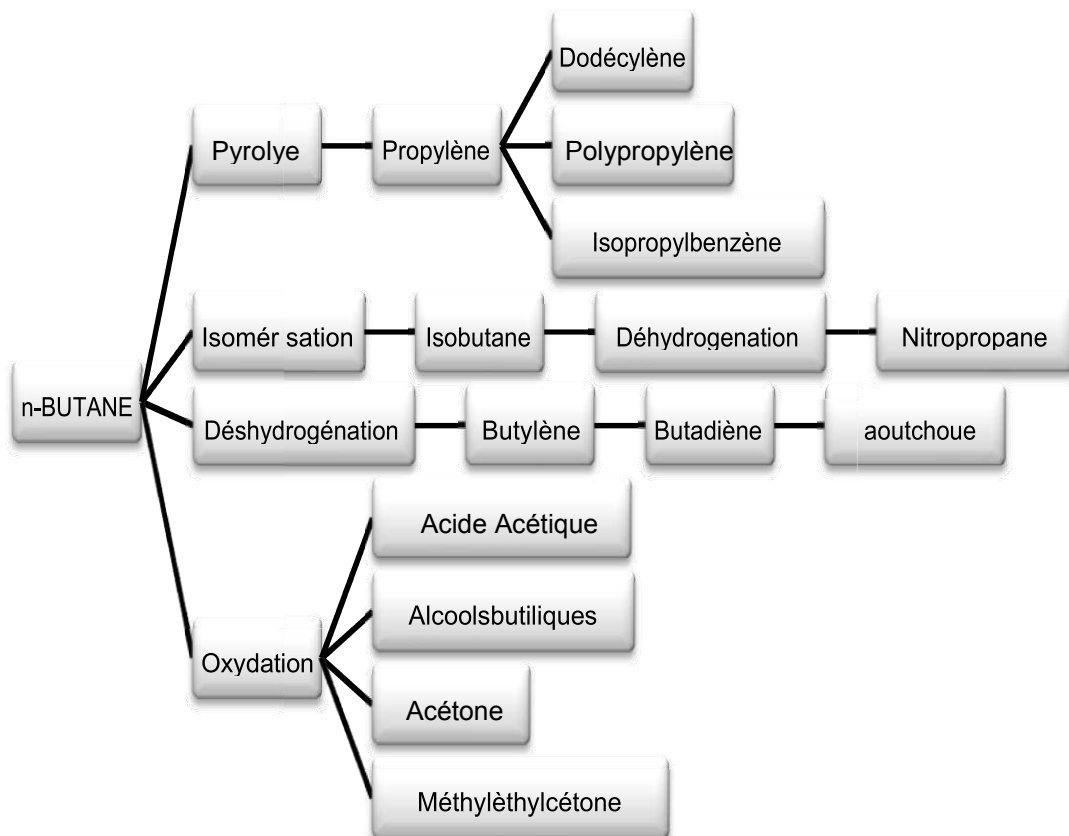 Dodécylène
Pyrolye
Propylène
Polypropylène
Isopropylbenzène
Isomér sation
Isobutane
Déhydrogenation
Nitropropane
n-BUTANE
Déshydrogénation
Butylène
Butadiène
aoutchoue
Acide Acétique
Alcoolsbutiliques
Oxydation
Acétone
Méthylèthylcétone